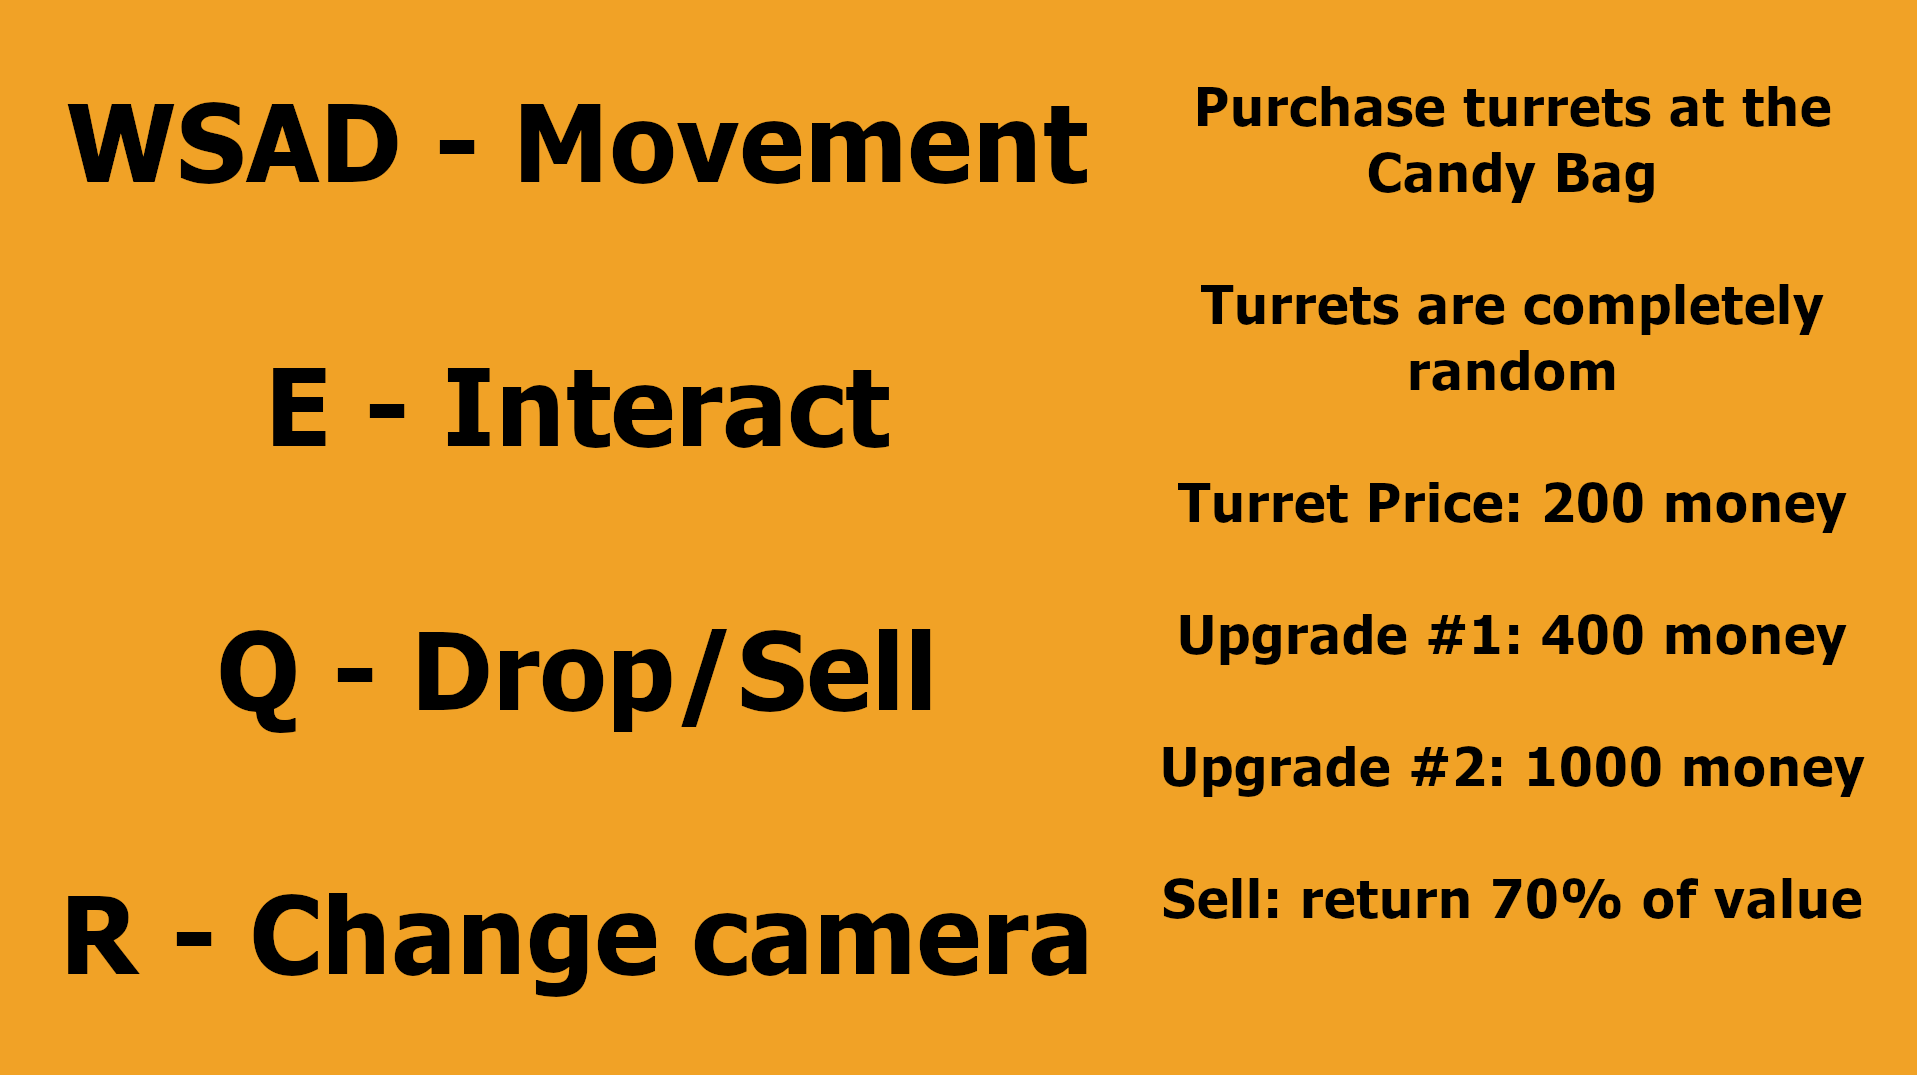 WSAD - Movement
E - Interact
Q - Drop/Sell
R - Change camera
Purchase turrets at the
Candy Bag
Turrets are completely
random
Turret Price: 200 money
Upgrade #1: 400 money
Upgrade #2: 1000 money
Sell: return 70% of value